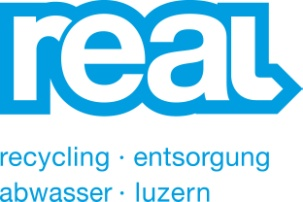 real
recycling · entsorgung
abwasser · luzern